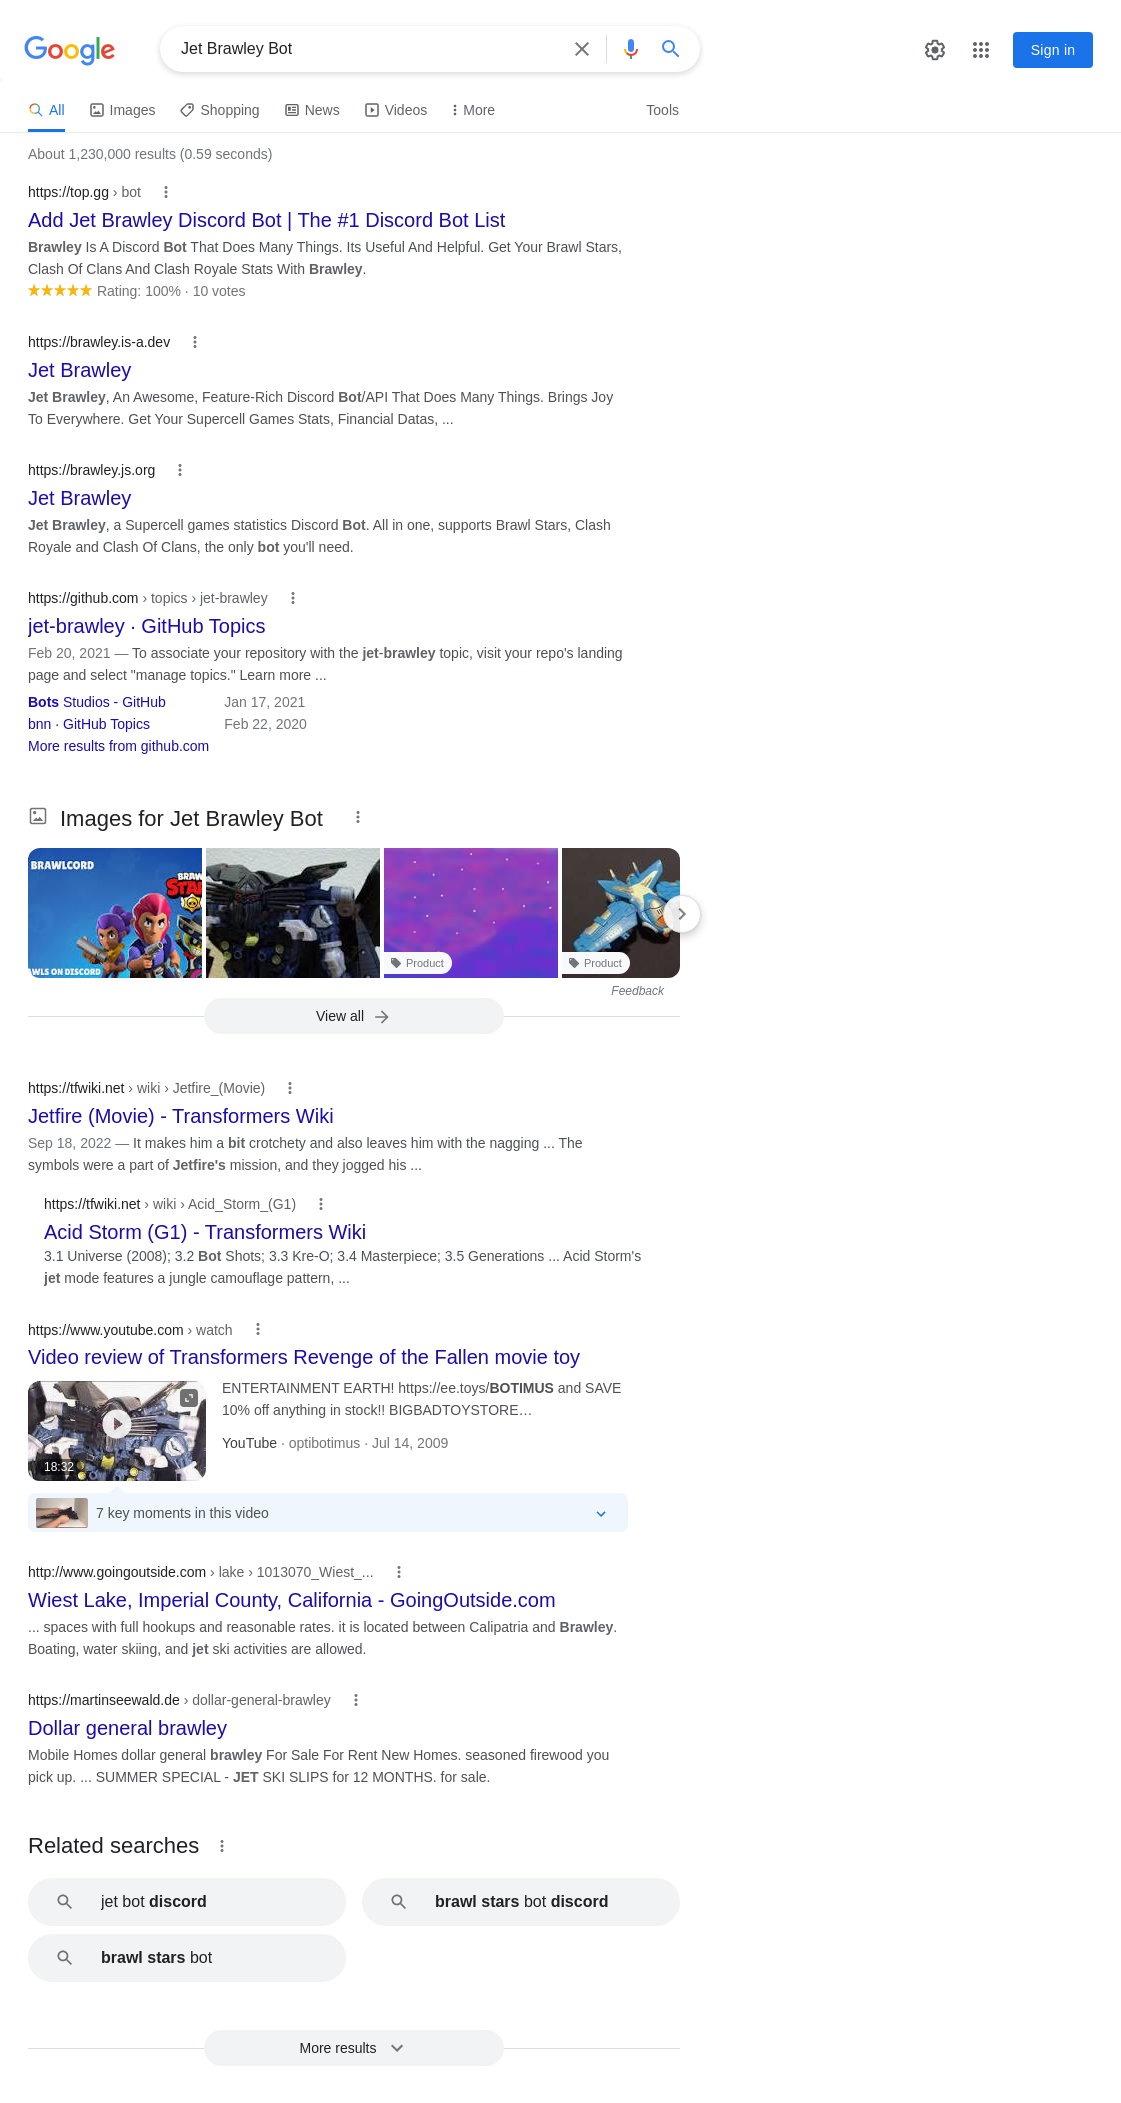 Google
Jet Brawley Bot
Sign in
All
Images
Shopping
News
Videos
More
Tools
About 1,230,000 results (0.59 seconds)
https://top.gg › bot
Add Jet Brawley Discord Bot | The #1 Discord Bot List
Brawley Is A Discord Bot That Does Many Things. Its Useful And Helpful. Get Your Brawl Stars,
Clash Of Clans And Clash Royale Stats With Brawley.
Rating: 100% · 10 votes
https://brawley.is-a.dev
Jet Brawley
Jet Brawley, An Awesome, Feature-Rich Discord Bot/API That Does Many Things. Brings Joy
To Everywhere. Get Your Supercell Games Stats, Financial Datas, ...
https://brawley.js.org
Jet Brawley
Jet Brawley, a Supercell games statistics Discord Bot. All in one, supports Brawl Stars, Clash
Royale and Clash Of Clans, the only bot you'll need.
https://github.com › topics › jet-brawley
jet-brawley · GitHub Topics
Feb 20, 2021 — To associate your repository with the jet-brawley topic, visit your repo's landing
page and select "manage topics." Learn more ...
Bots Studios - GitHub Jan 17, 2021
bnn · GitHub Topics Feb 22, 2020
More results from github.com
Images for Jet Brawley Bot
BRAWLCORD
BRAW
STA
AWLS ON DISCORD
Product
Product
Feedback
View all
https://tfwiki.net › wiki › Jetfire_(Movie)
Jetfire (Movie) - Transformers Wiki
Sep 18, 2022 — It makes him a bit crotchety and also leaves him with the nagging ... The
symbols were a part of Jetfire's mission, and they jogged his ...
https://tfwiki.net › wiki › Acid_Storm_(G1)
Acid Storm (G1) - Transformers Wiki
3.1 Universe (2008); 3.2 Bot Shots; 3.3 Kre-O; 3.4 Masterpiece; 3.5 Generations ... Acid Storm's
jet mode features a jungle camouflage pattern, ...
https://www.youtube.com › watch
Video review of Transformers Revenge of the Fallen movie toy
ENTERTAINMENT EARTH! https://ee.toys/BOTIMUS and SAVE
10% off anything in stock!! BIGBADTOYSTORE…
YouTube · optibotimus · Jul 14, 2009
18:32
7 key moments in this video
http://www.goingoutside.com › lake › 1013070_Wiest_...
Wiest Lake, Imperial County, California - GoingOutside.com
... spaces with full hookups and reasonable rates. it is located between Calipatria and Brawley.
Boating, water skiing, and jet ski activities are allowed.
https://martinseewald.de › dollar-general-brawley
Dollar general brawley
Mobile Homes dollar general brawley For Sale For Rent New Homes. seasoned firewood you
pick up. ... SUMMER SPECIAL - JET SKI SLIPS for 12 MONTHS. for sale.
Related searches
jet bot discord
brawl stars bot discord
brawl stars bot
More results